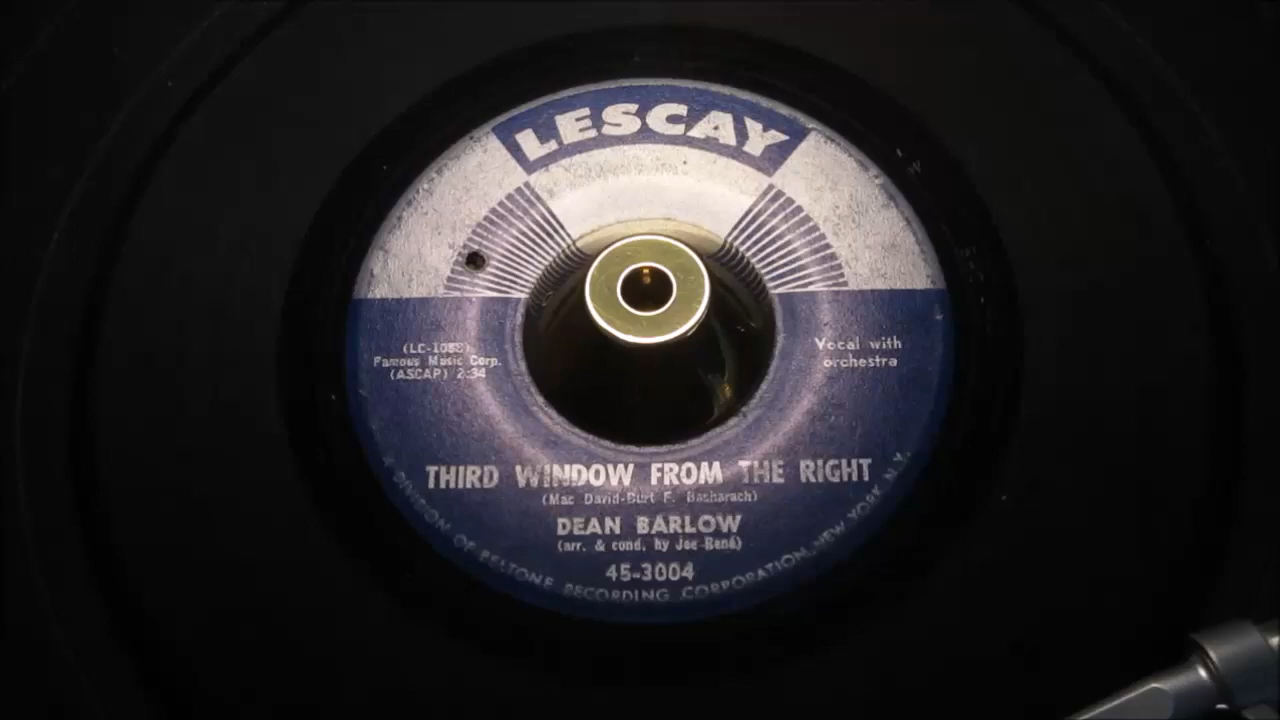 LESCAY
(LC-1058)
Famous Music Corp.
(ASCAP) 2:34
Vocal with
orchestra
THIRD WINDOW FROM THE RIGHT
(Mac David-Burt F. Bacharach)
DEAN BARLOW
(arr. & cond. by Joe René)
45-3004
A DIVISION OF BELTONE RECORDING CORPORATION, NEW YORK N.Y.